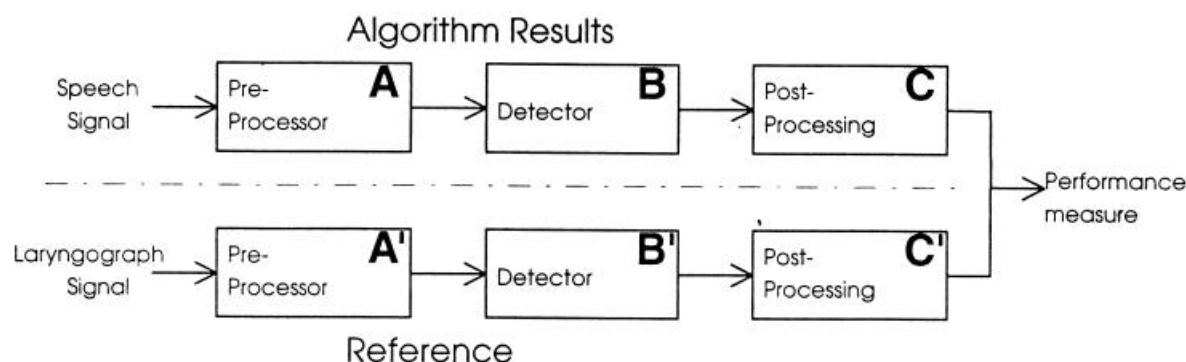 Algorithm Results
Speech
Signal
Pre-
Processor
A
Detector
B
Post-
Processing
C
Performance
measure
Laryngograph
Signal
Pre-
Processor
A'
Detector
B'
Post-
Processing
C'
Reference